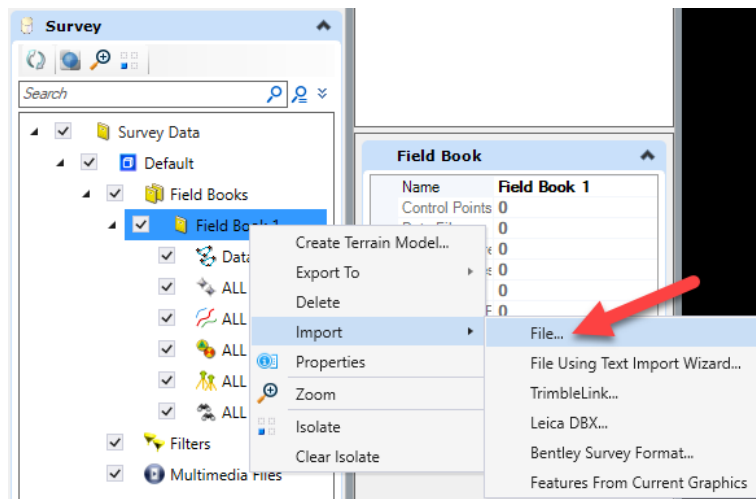 Survey
Search
Survey Data
Default
Field Books
Field Book 1
Data
ALL
ALL
ALL
ALL
ALL
Filters
Multimedia Files
Create Terrain Model...
Export To
Delete
Import
Properties
Zoom
Isolate
Clear Isolate
Field Book
Name Field Book 1
Control Points 0
0
0
0
0
0
File...
File Using Text Import Wizard...
TrimbleLink...
Leica DBX...
Bentley Survey Format...
Features From Current Graphics